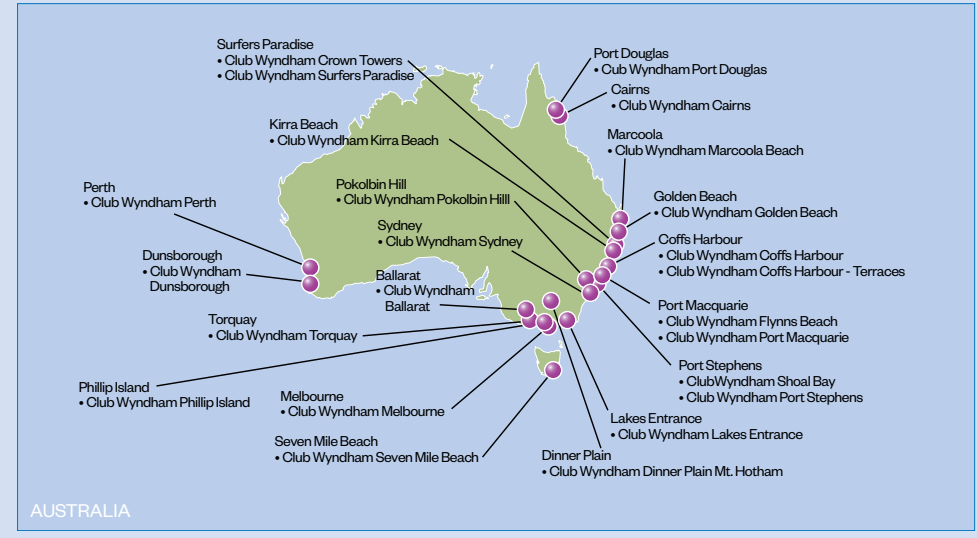 Surfers Paradise
• Club Wyndham Crown Towers
• Club Wyndham Surfers Paradise
Port Douglas
• Cub Wyndham Port Douglas
Cairns
• Club Wyndham Cairns
Kirra Beach
• Club Wyndham Kirra Beach
Marcoola
• Club Wyndham Marcoola Beach
Perth
• Club Wyndham Perth
Pokolbin Hill
• Club Wyndham Pokolbin Hilll
Golden Beach
• Club Wyndham Golden Beach
Sydney
• Club Wyndham Sydney
Coffs Harbour
• Club Wyndham Coffs Harbour
• Club Wyndham Coffs Harbour - Terraces
Dunsborough
• Club Wyndham
Dunsborough
Ballarat
• Club Wyndham
Ballarat
Port Macquarie
• Club Wyndham Flynns Beach
• Club Wyndham Port Macquarie
Torquay
• Club Wyndham Torquay
Port Stephens
• ClubWyndham Shoal Bay
• Club Wyndham Port Stephens
Phillip Island
• Club Wyndham Phillip Island
Melbourne
• Club Wyndham Melbourne
Lakes Entrance
• Club Wyndham Lakes Entrance
Seven Mile Beach
• Club Wyndham Seven Mile Beach
Dinner Plain
• Club Wyndham Dinner Plain Mt. Hotham
AUSTRALIA